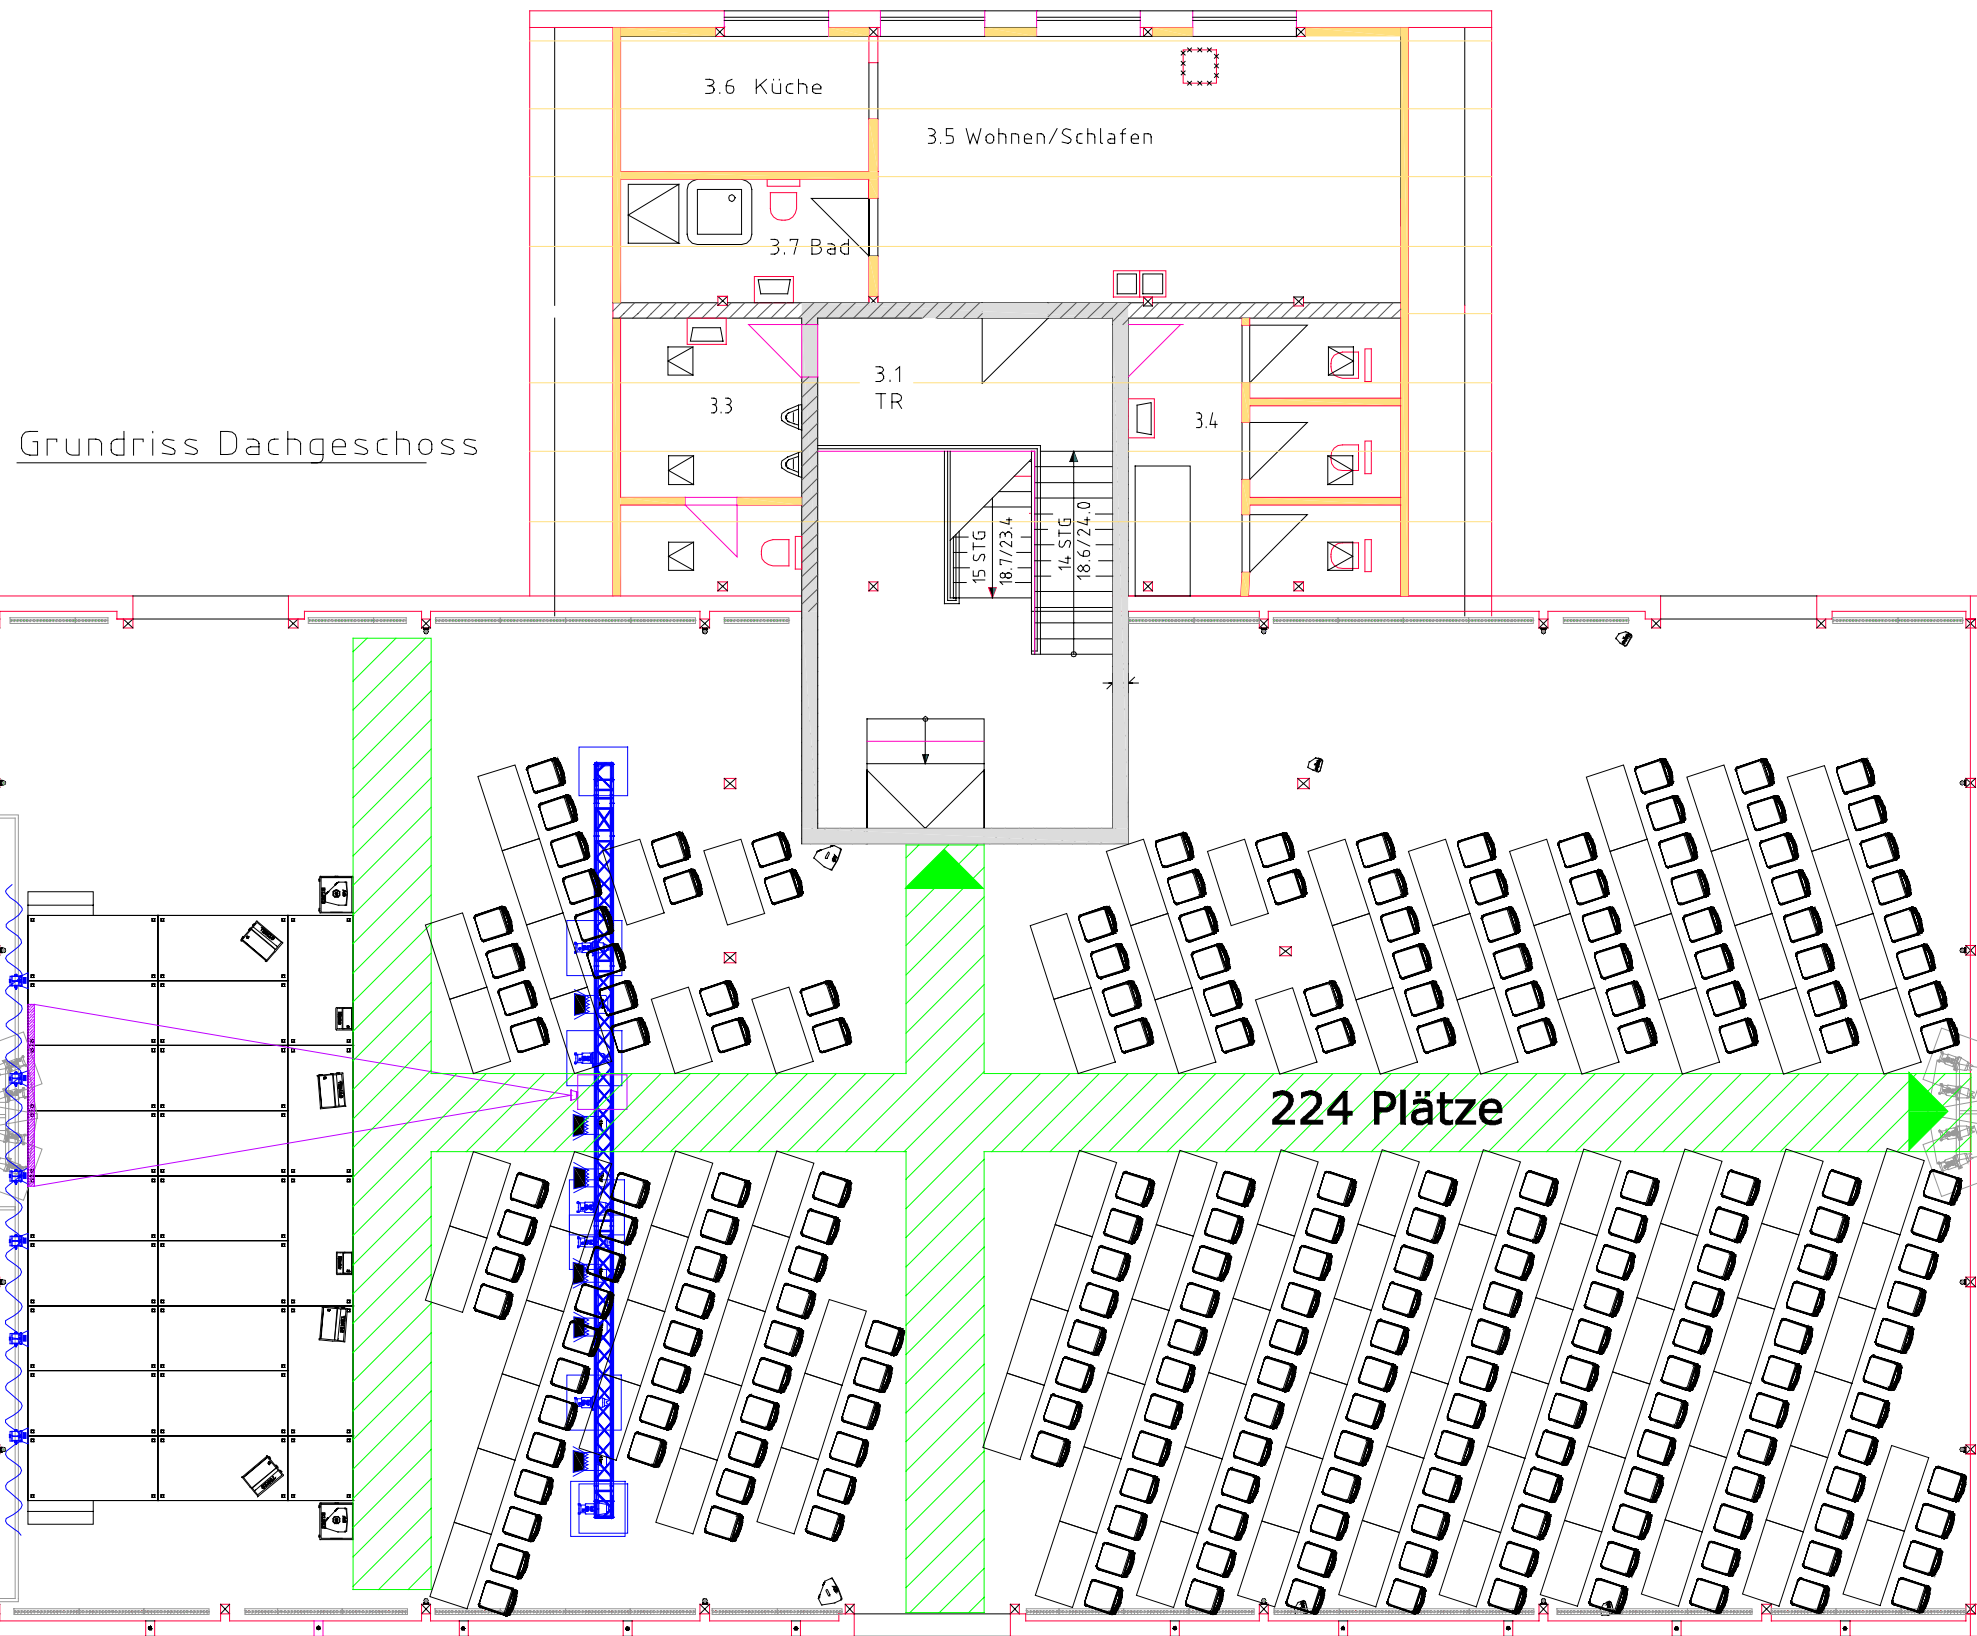 3.6 Küche
3.5 Wohnen/Schlafen
3.7 Bad
3.1
TR
3.3
3.4
Grundriss Dachgeschoss
15 STG
18.7/23.4
14 STG
18.6/24.0
224 Plätze